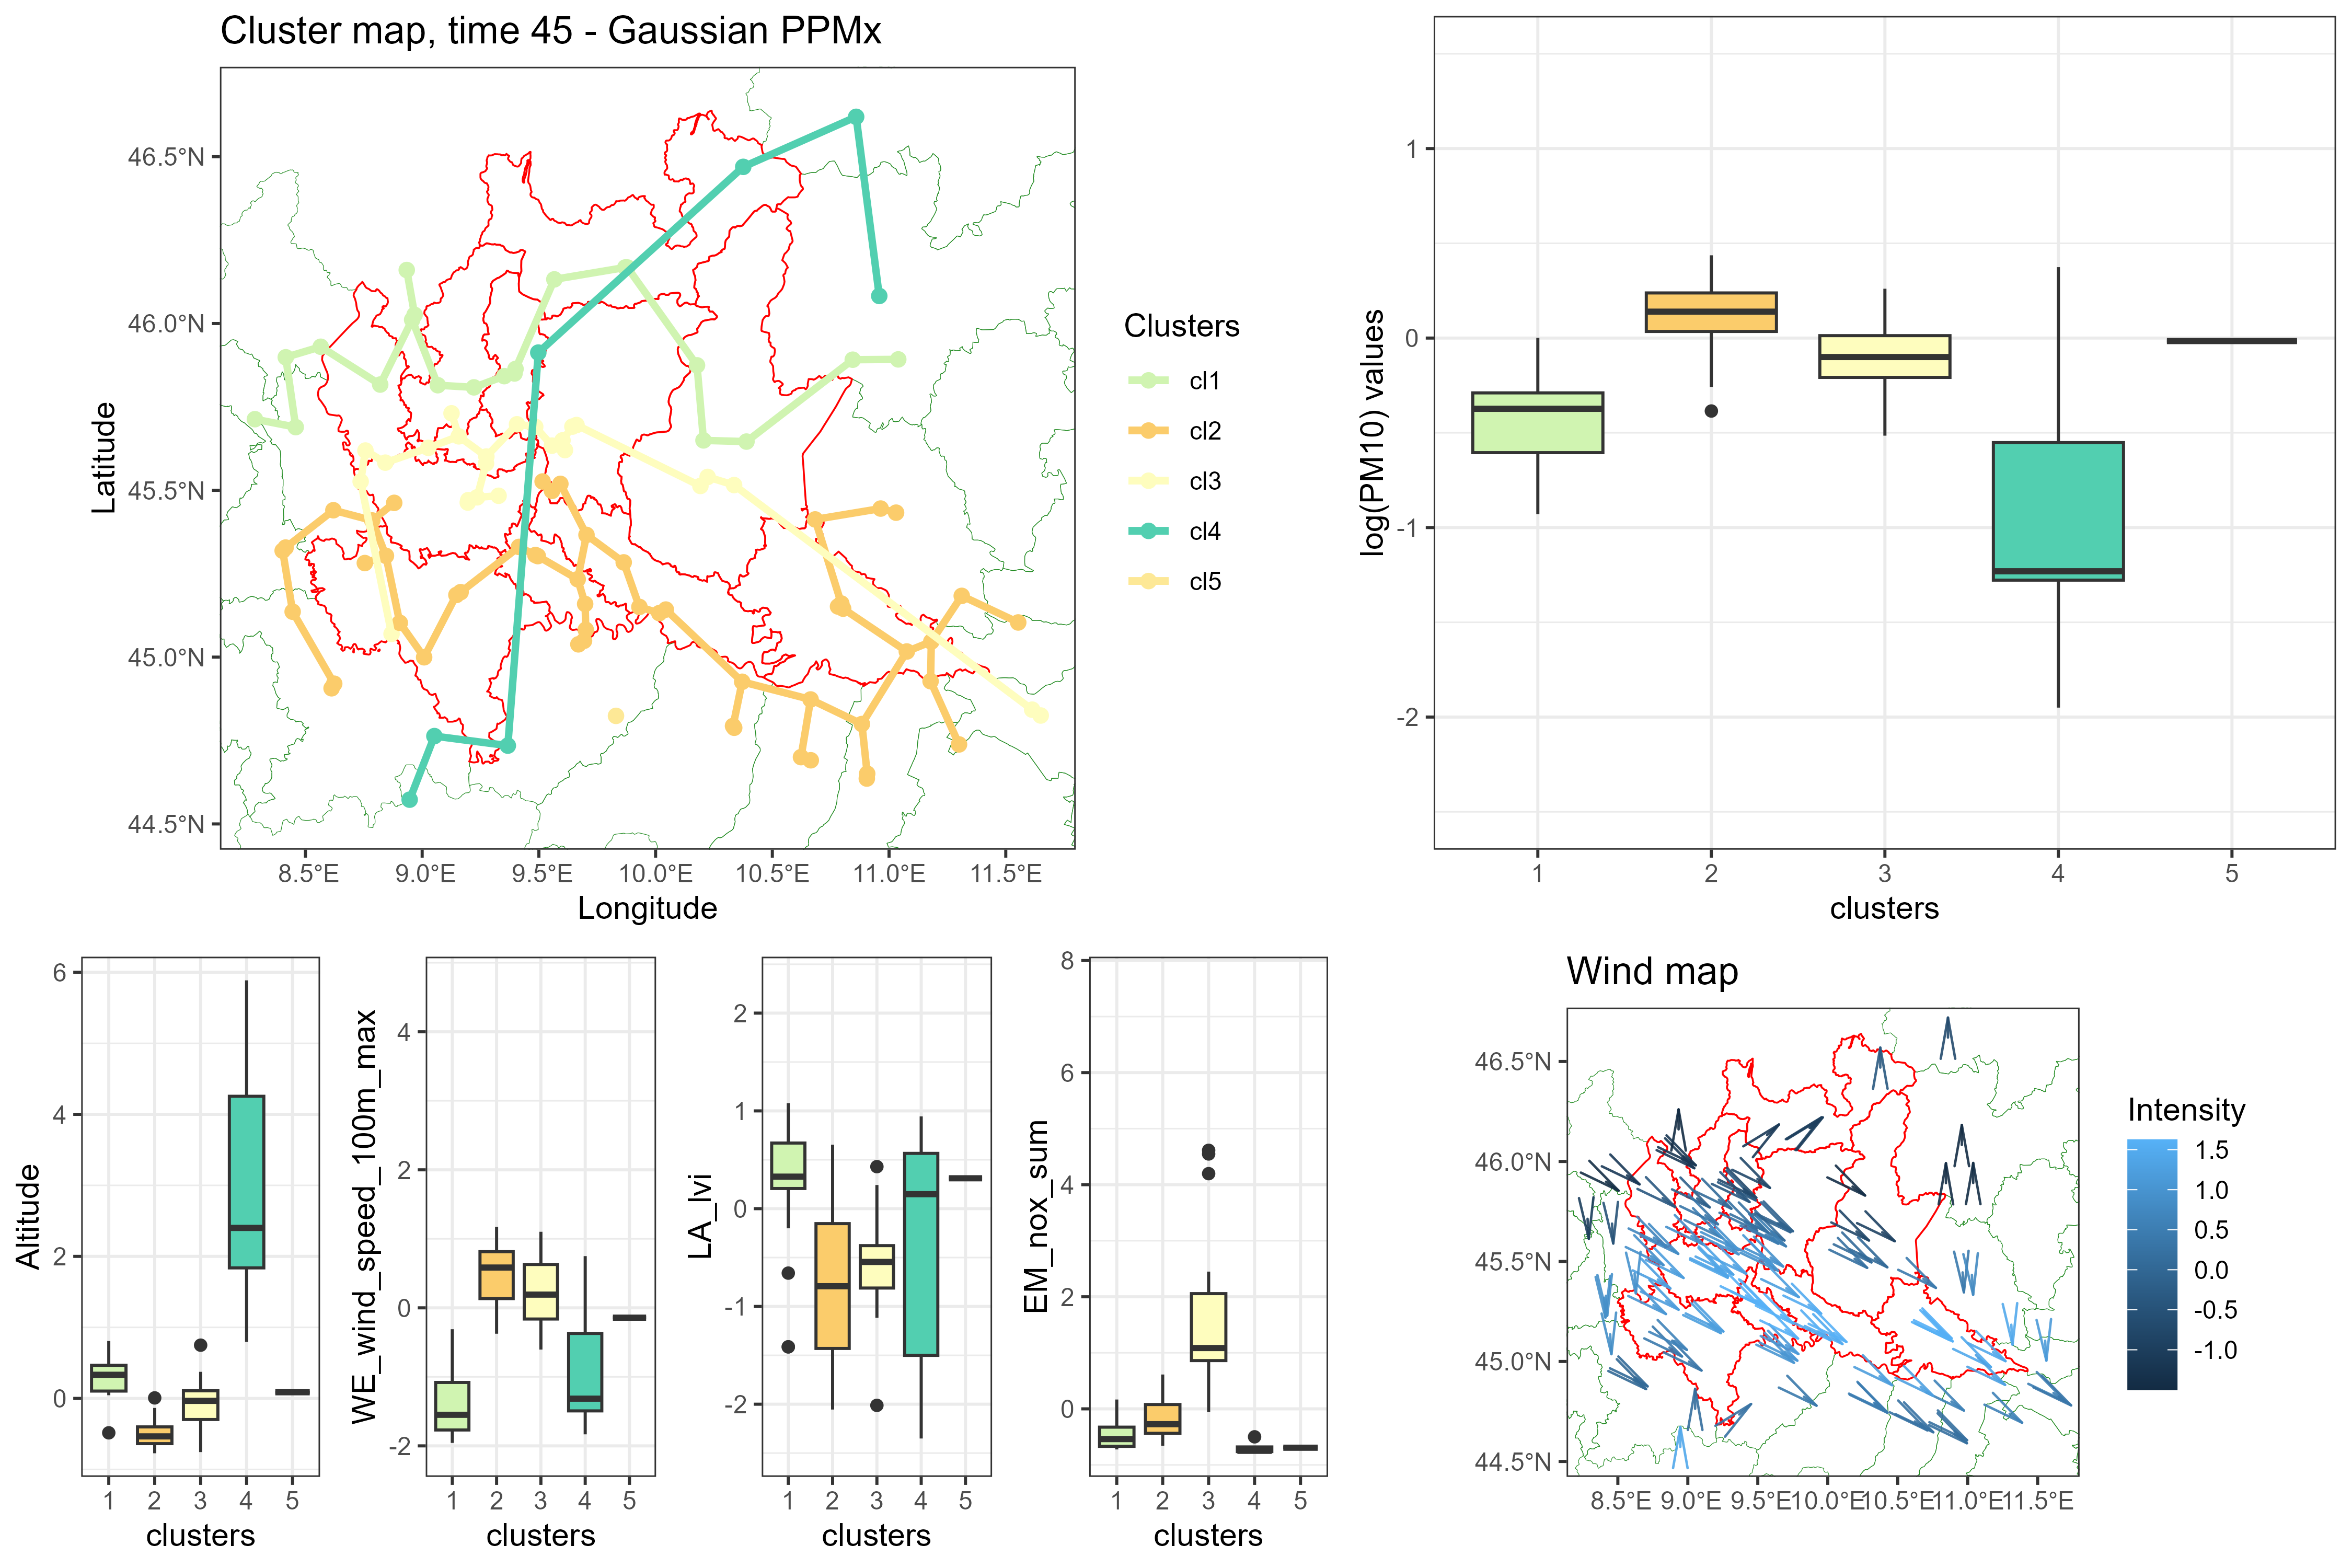 Cluster map, time 45 - Gaussian PPMx
46.5°N
46.0°N
45.5°N
45.0°N
44.5°N
Latitude
8.5°E 9.0°E 9.5°E 10.0°E 10.5°E 11.0°E 11.5°E
Longitude
Clusters
cl1
cl2
cl3
cl4
cl5
1
0
-1
-2
log(PM10) values
1 2 3 4 5
clusters
6
4
2
0
Altitude
1 2 3 4 5
clusters
4
2
0
-2
WE_wind_speed_100m_max
1 2 3 4 5
clusters
2
1
0
-1
-2
LA_lvi
1 2 3 4 5
clusters
8
6
4
2
0
EM_nox_sum
1 2 3 4 5
clusters
Wind map
46.5°N
46.0°N
45.5°N
45.0°N
44.5°N
8.5°E 9.0°E 9.5°E 10.0°E 10.5°E 11.0°E 11.5°E
Intensity
1.5
1.0
0.5
0.0
-0.5
-1.0